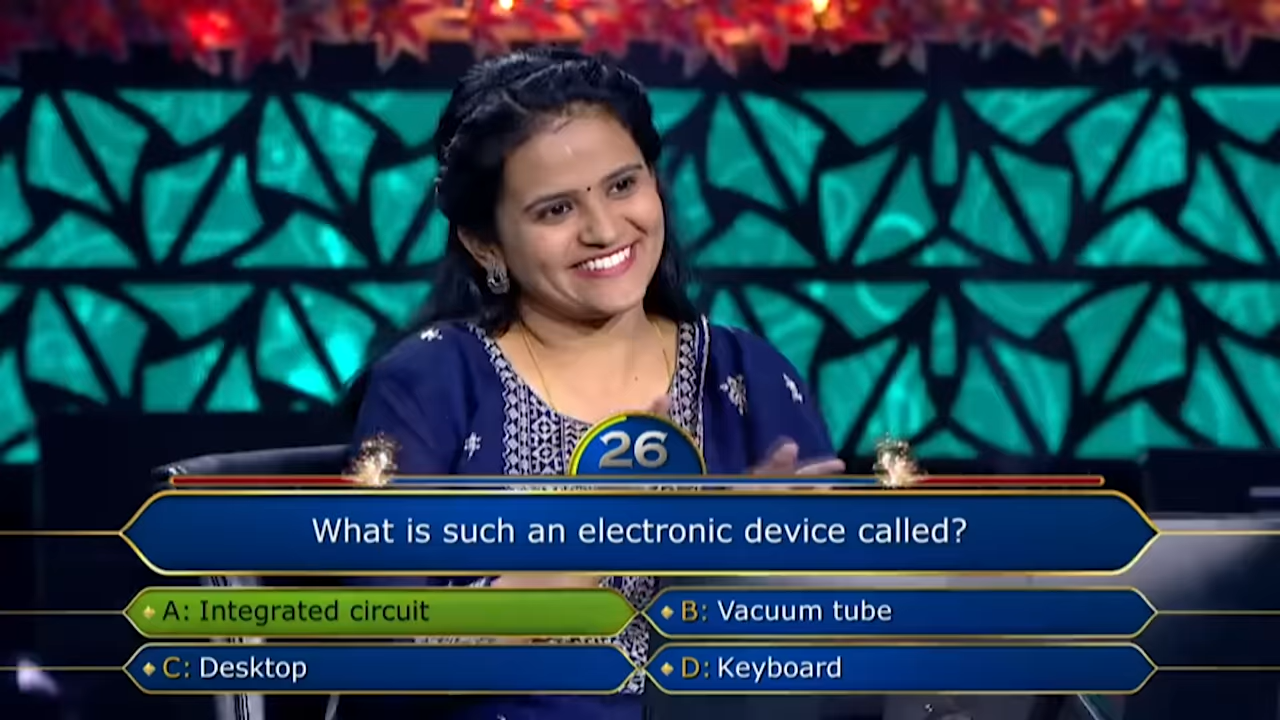 26
What is such an electronic device called?
A: Integrated circuit
B: Vacuum tube
C: Desktop
D: Keyboard